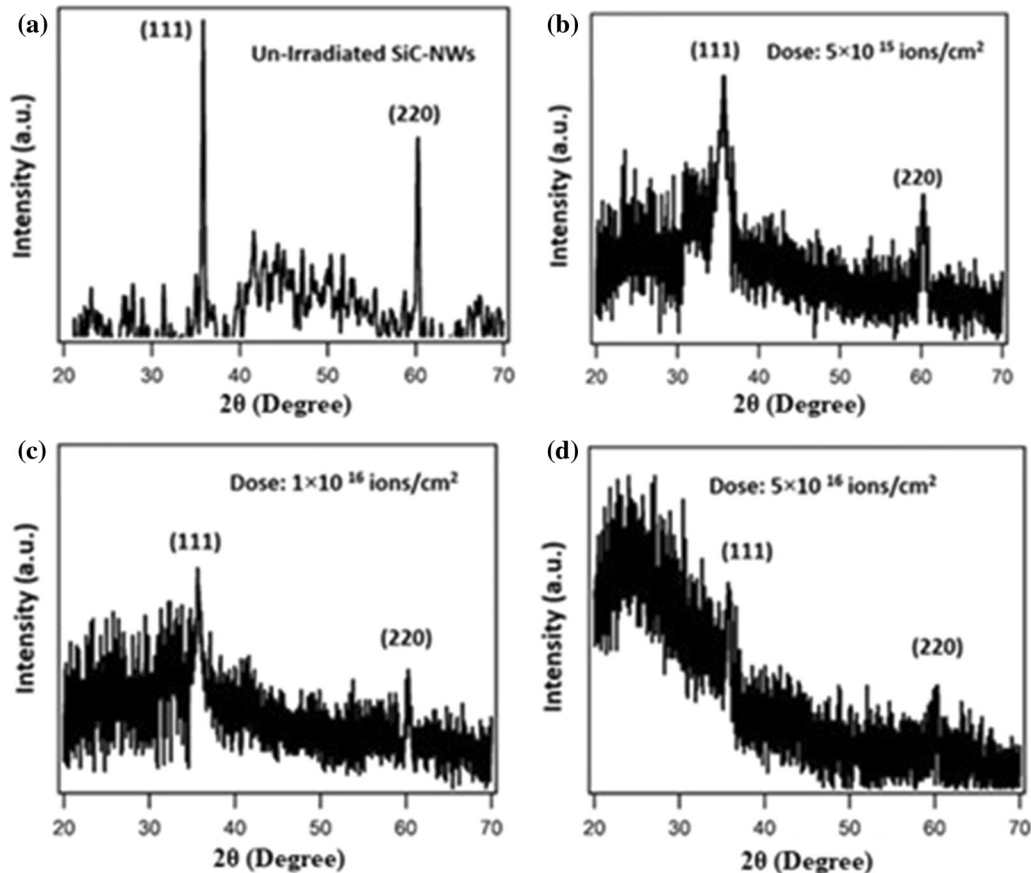 (a)
(111)
Un-Irradiated SiC-NWs
(220)
Intensity (a.u.)
20 30 40 50 60 70
2θ (Degree)
(b)
(111)
Dose: 5×10 15 ions/cm2
(220)
Intensity (a.u.)
20 30 40 50 60 70
2θ (Degree)
(c)
Dose: 1×10 16 ions/cm2
(111)
(220)
Intensity (a.u.)
20 30 40 50 60 70
2θ (Degree)
(d)
Dose: 5×10 16 ions/cm2
(111)
(220)
Intensity (a.u.)
20 30 40 50 60 70
2θ (Degree)